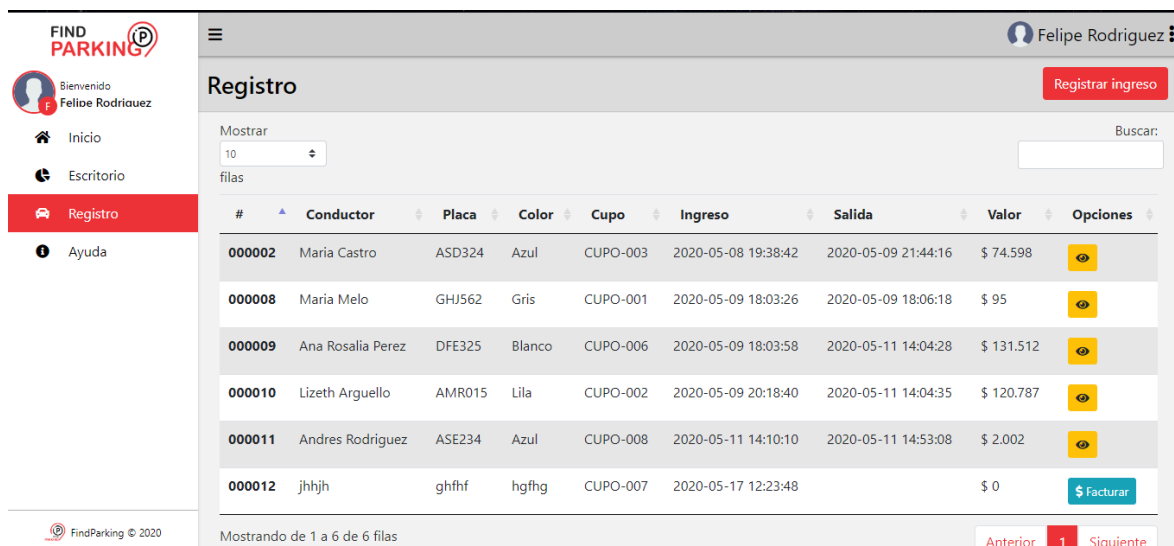 FIND
PARKING
Felipe Rodriguez
Bienvenido
F
Felipe Rodriguez
Inicio
Escritorio
Registro
Ayuda
FindParking © 2020
Registro
Registrar ingreso
Mostrar
10
filas
Buscar:
# Conductor Placa Color Cupo Ingreso Salida Valor Opciones
000002 Maria Castro ASD324 Azul CUPO-003 2020-05-08 19:38:42 2020-05-09 21:44:16 $ 74.598
000008 Maria Melo GHJ562 Gris CUPO-001 2020-05-09 18:03:26 2020-05-09 18:06:18 $ 95
000009 Ana Rosalia Perez DFE325 Blanco CUPO-006 2020-05-09 18:03:58 2020-05-11 14:04:28 $ 131.512
000010 Lizeth Arguello AMR015 Lila CUPO-002 2020-05-09 20:18:40 2020-05-11 14:04:35 $ 120.787
000011 Andres Rodriguez ASE234 Azul CUPO-008 2020-05-11 14:10:10 2020-05-11 14:53:08 $ 2.002
000012 jhhjh ghfhf hgfhg CUPO-007 2020-05-17 12:23:48 $ 0 $ Facturar
Mostrando de 1 a 6 de 6 filas
Anterior 1 Siguiente